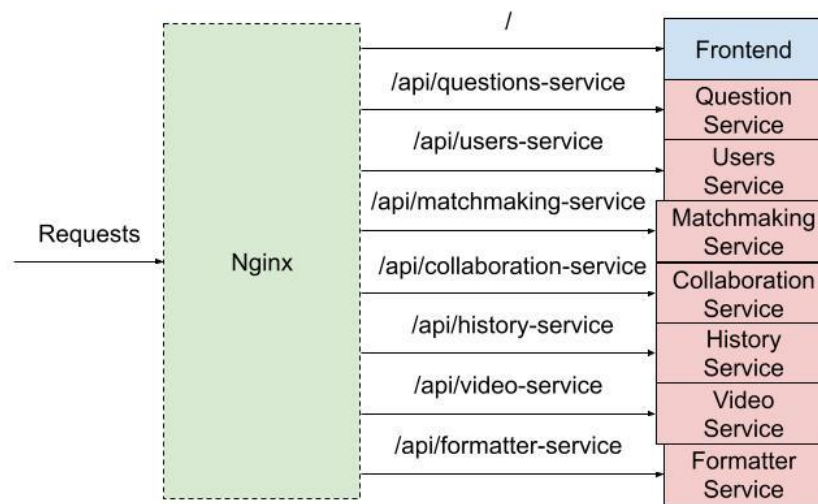 /
Frontend
/api/questions-service
Question
Service
/api/users-service
Users
Service
/api/matchmaking-service
Matchmaking
Service
Requests
Nginx
/api/collaboration-service
Collaboration
Service
/api/history-service
History
Service
/api/video-service
Video
Service
/api/formatter-service
Formatter
Service